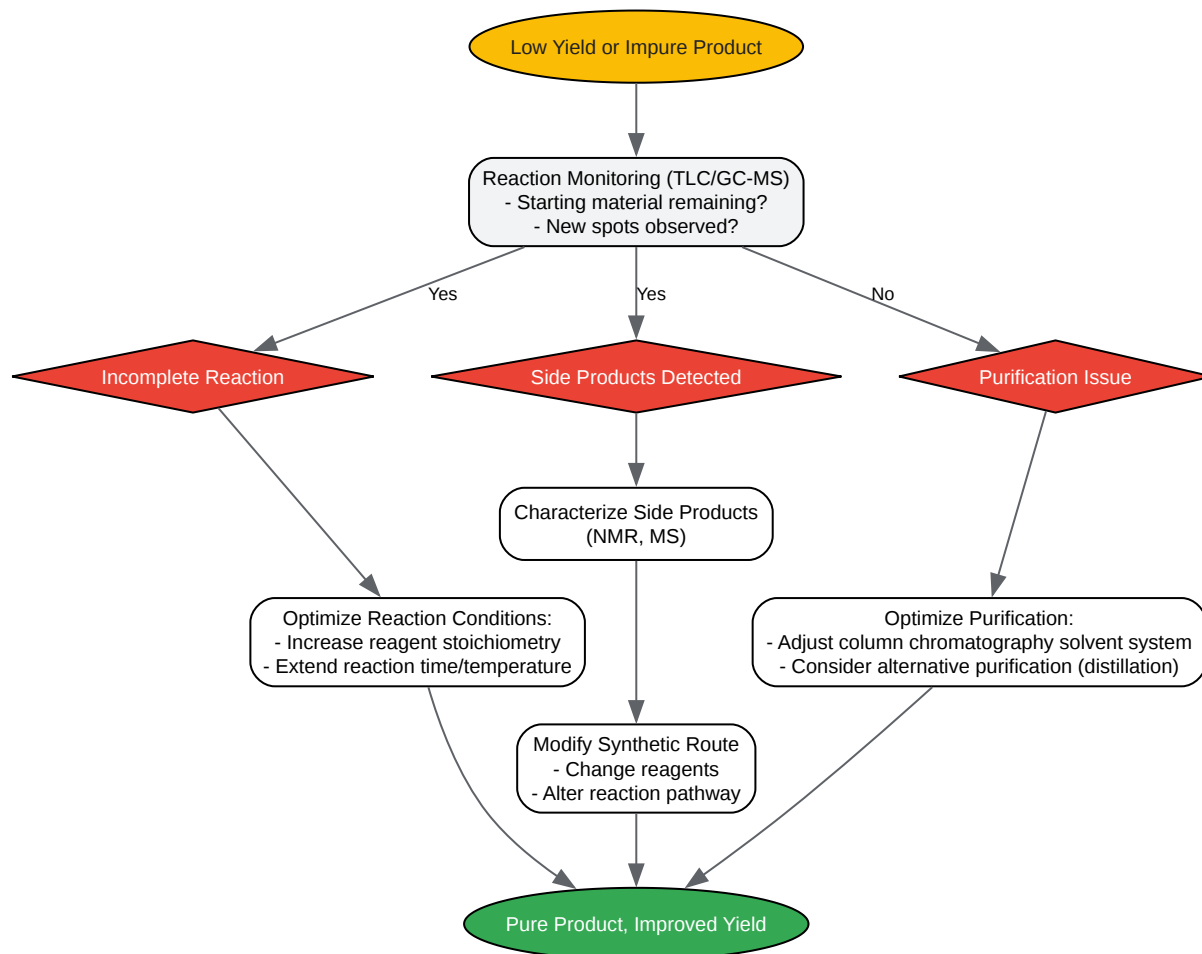 Low Yield or Impure Product
Reaction Monitoring (TLC/GC-MS)
- Starting material remaining?
- New spots observed?
Yes
Yes
No
Incomplete Reaction
Side Products Detected
Purification Issue
Characterize Side Products
(NMR, MS)
Optimize Reaction Conditions:
- Increase reagent stoichiometry
- Extend reaction time/temperature
Optimize Purification:
- Adjust column chromatography solvent system
- Consider alternative purification (distillation)
Modify Synthetic Route
- Change reagents
- Alter reaction pathway
Pure Product, Improved Yield